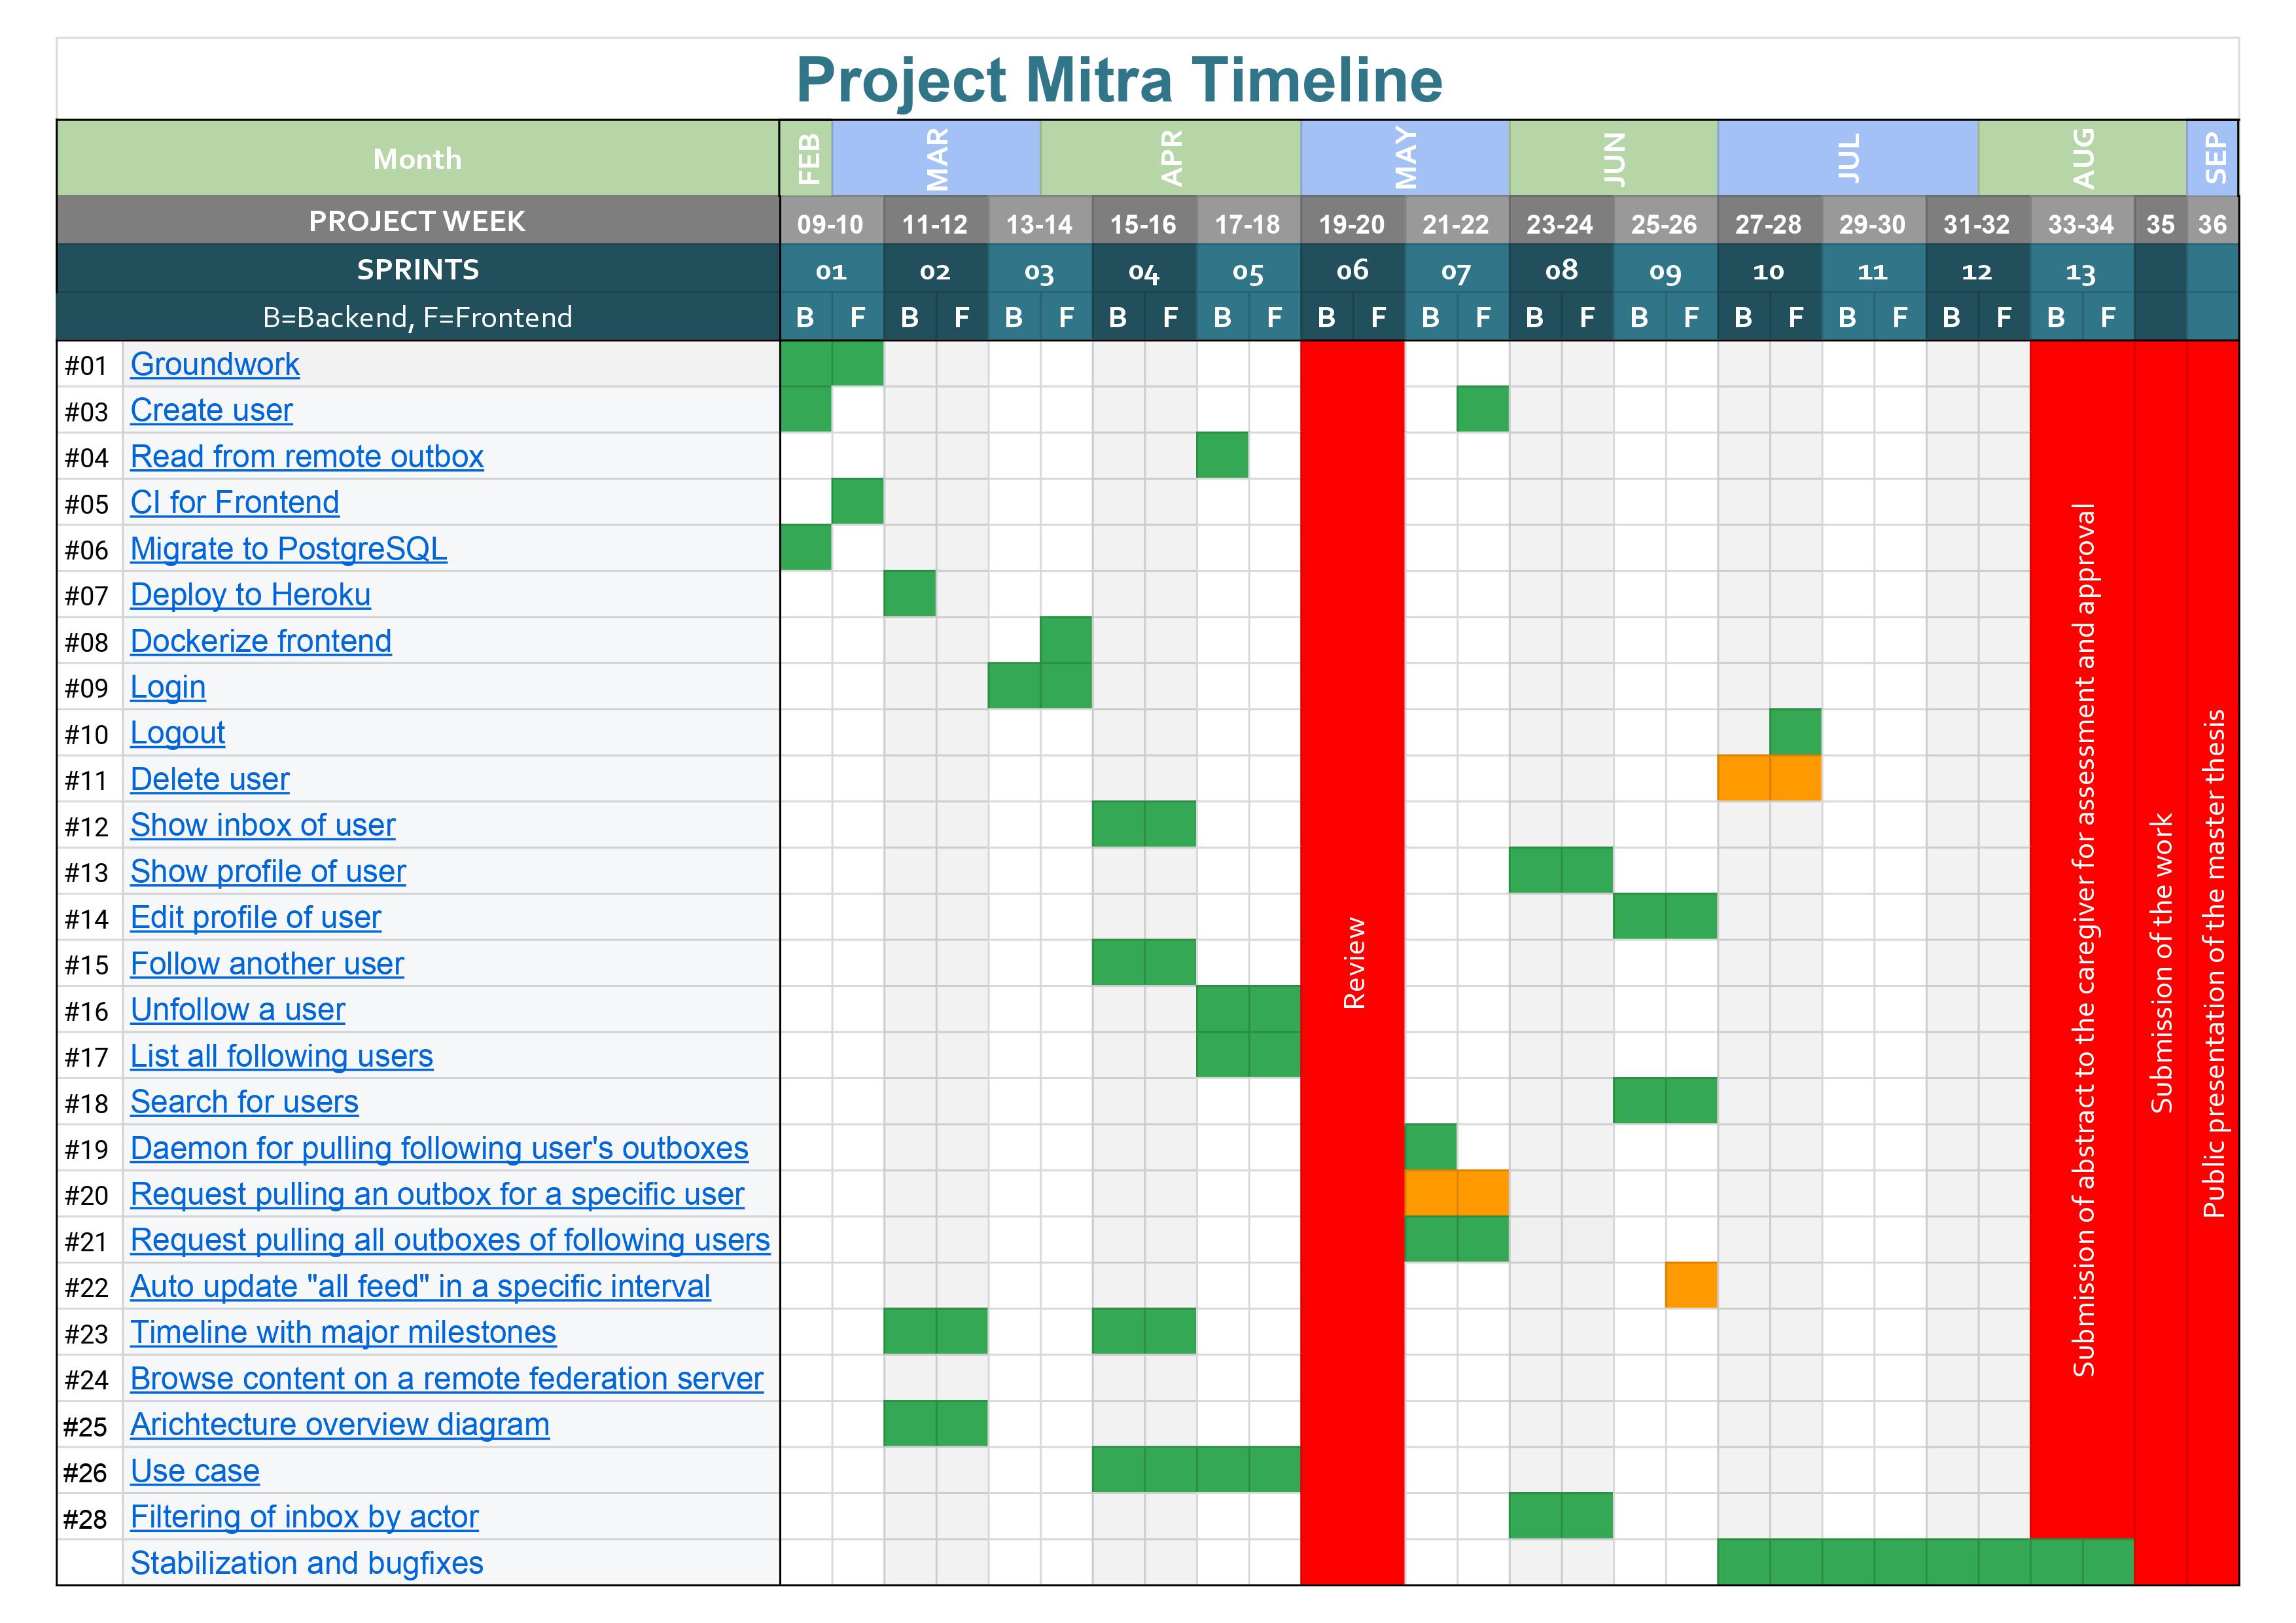 Project Mitra Timeline
Month FEB MAR APR MAY JUN JUL AUG SEP
PROJECT WEEK 09-10 11-12 13-14 15-16 17-18 19-20 21-22 23-24 25-26 27-28 29-30 31-32 33-34 35 36
SPRINTS 01 02 03 04 05 06 07 08 09 10 11 12 13
B=Backend, F=Frontend B F B F B F B F B F B F B F B F B F B F B F B F B F
#01 Groundwork
#03 Create user
#04 Read from remote outbox
#05 CI for Frontend
#06 Migrate to PostgreSQL
#07 Deploy to Heroku
#08 Dockerize frontend
#09 Login
#10 Logout
#11 Delete user
#12 Show inbox of user
#13 Show profile of user
#14 Edit profile of user
#15 Follow another user
#16 Unfollow a user
#17 List all following users
#18 Search for users
#19 Daemon for pulling following user's outboxes
#20 Request pulling an outbox for a specific user
#21 Request pulling all outboxes of following users
#22 Auto update "all feed" in a specific interval
#23 Timeline with major milestones
#24 Browse content on a remote federation server
#25 Arichtecture overview diagram
#26 Use case
#28 Filtering of inbox by actor
Stabilization and bugfixes
Review
Submission of abstract to the caregiver for assessment and approval
Submission of the work
Public presentation of the master thesis